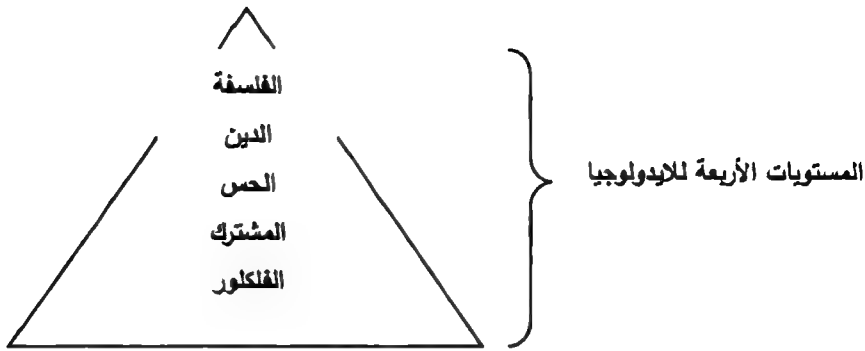 الفلسفة
الدين
الحس
المشترك
الفلكلور
المستويات الأربعة للايدولوجيا